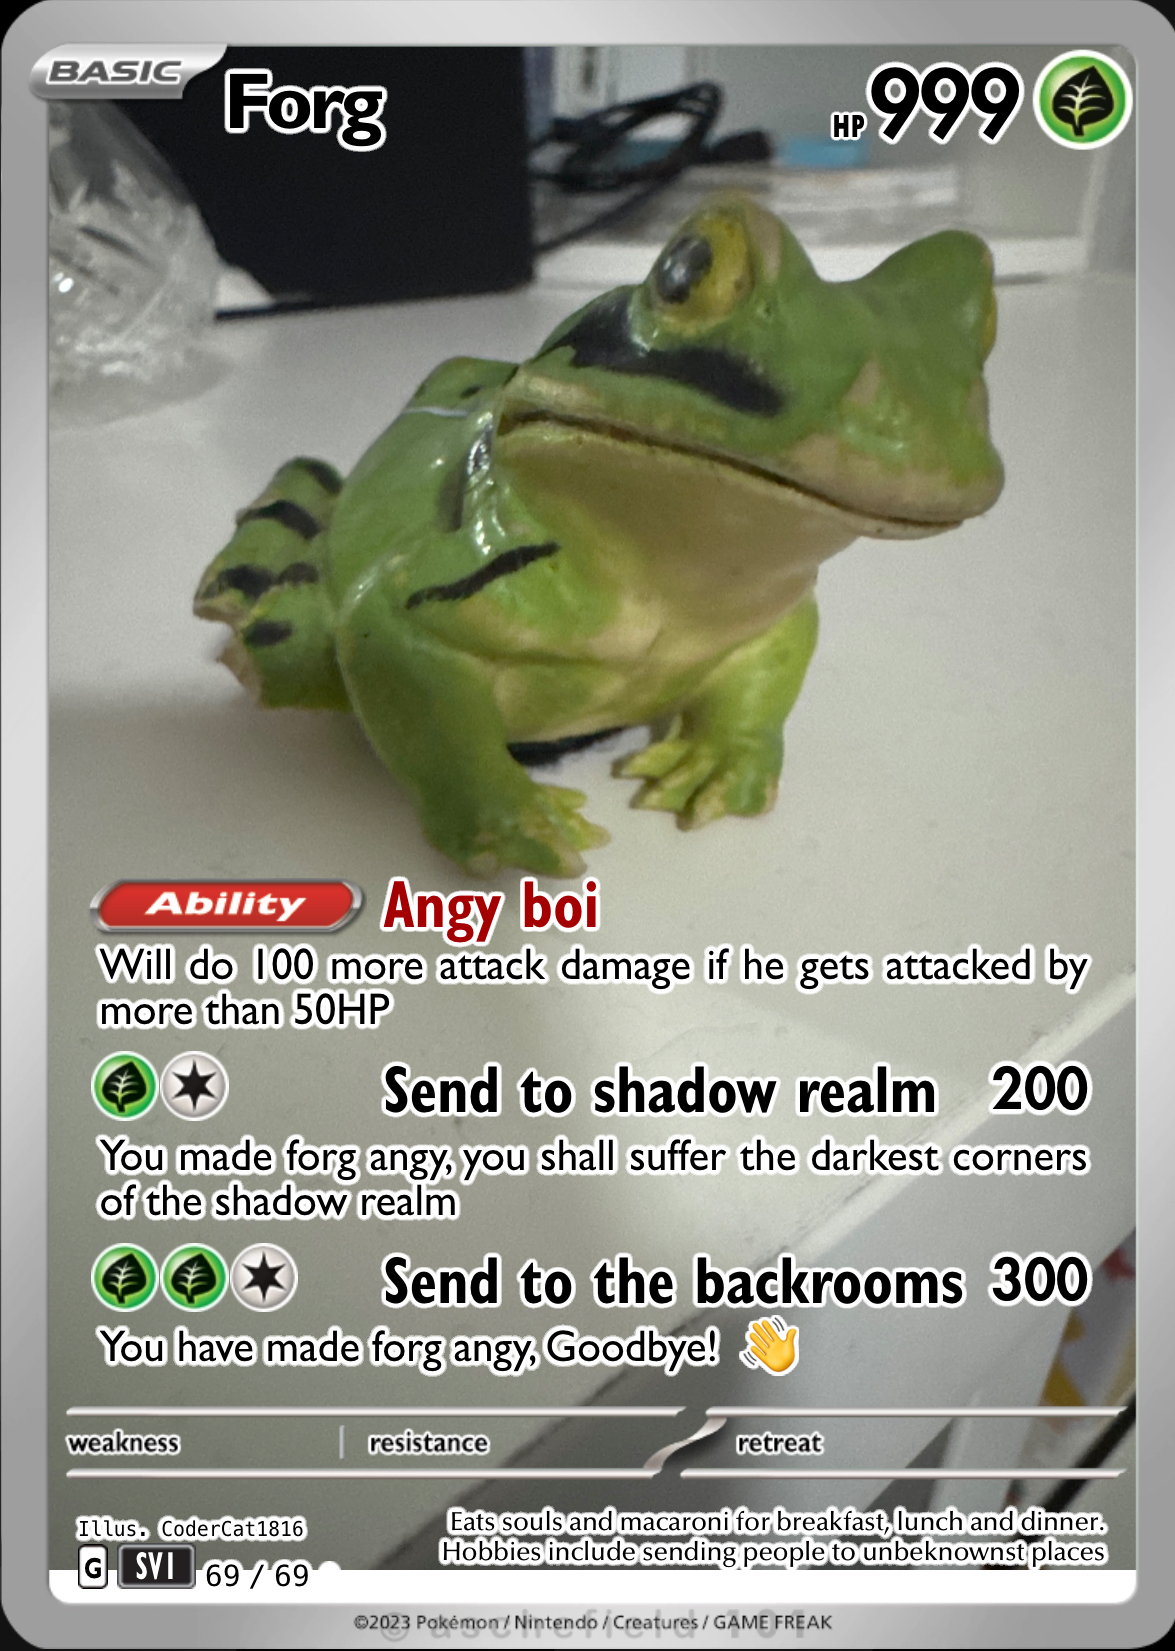 BASIC
Forg
HP 999
Ability Angy boi
Will do 100 more attack damage if he gets attacked by
more than 50HP
Send to shadow realm 200
You made forg angy, you shall suffer the darkest corners
of the shadow realm
Send to the backrooms 300
You have made forg angy, Goodbye! 👋
weakness resistance retreat
Illus. CoderCat1816
Eats souls and macaroni for breakfast, lunch and dinner.
Hobbies include sending people to unbeknownst places
G SVI 69 / 69
©2023 Pokémon / Nintendo / Creatures / GAME FREAK